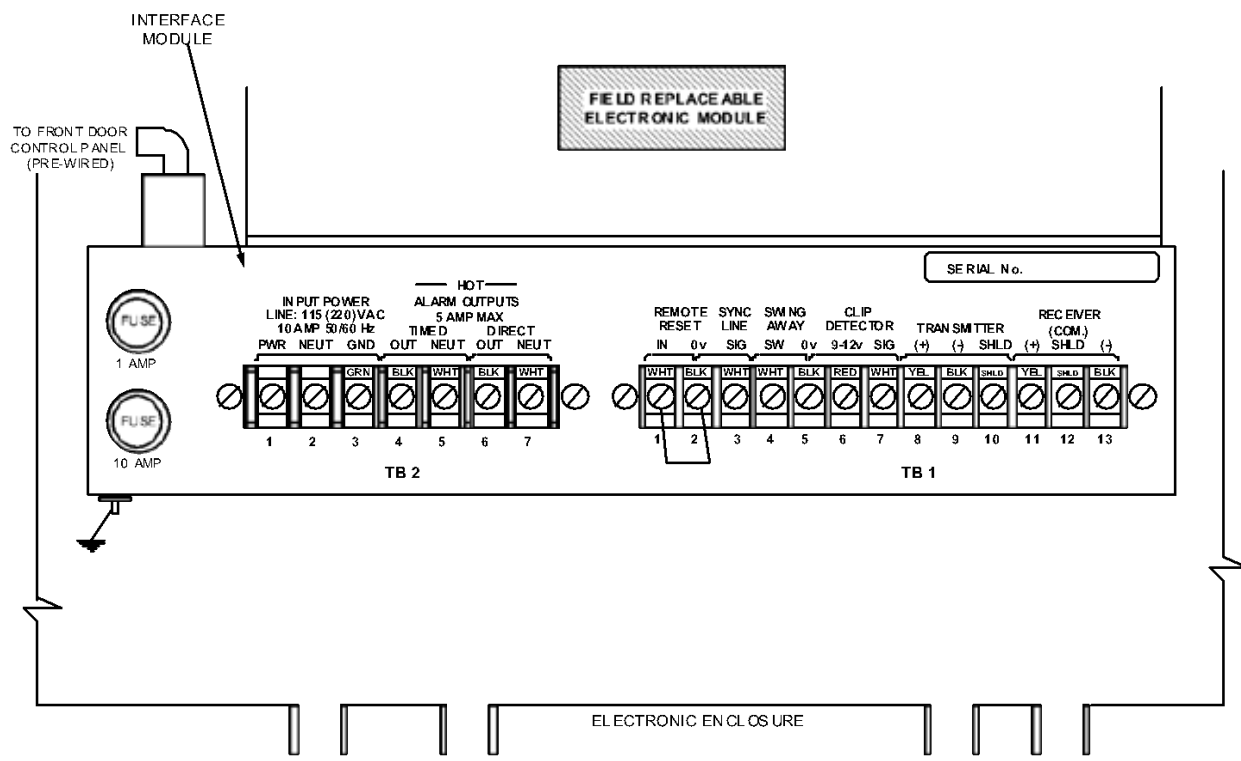 INTERFACE
MODULE
FIELD REPLACEABLE
ELECTRONIC MODULE
TO FRONT DOOR
CONTROL PANEL
(PRE-WIRED)
SERIAL No.
FUSE
1 AMP
FUSE
10 AMP
INPUT POWER
LINE: 115 (220) VAC
10 AMP 50/60 Hz
PWR NEUT GND
HOT
ALARM OUTPUTS
5 AMP MAX
TIMED DIRECT
OUT NEUT OUT NEUT
GRN BLK WHT BLK WHT
1 2 3 4 5 6 7
TB 2
REMOTE
RESET
IN 0v
SYNC
LINE
SIG
SWING
AWAY
SW 0v
CLIP
DETECTOR
9-12v SIG
TRANSMITTER
(+) (-) SHLD
RECEIVER
(COM.)
(+) SHLD (-)
WHT BLK WHT WHT BLK RED WHT YEL BLK SHLD YEL SHLD BLK
1 2 3 4 5 6 7 8 9 10 11 12 13
TB 1
ELECTRONIC ENCLOSURE